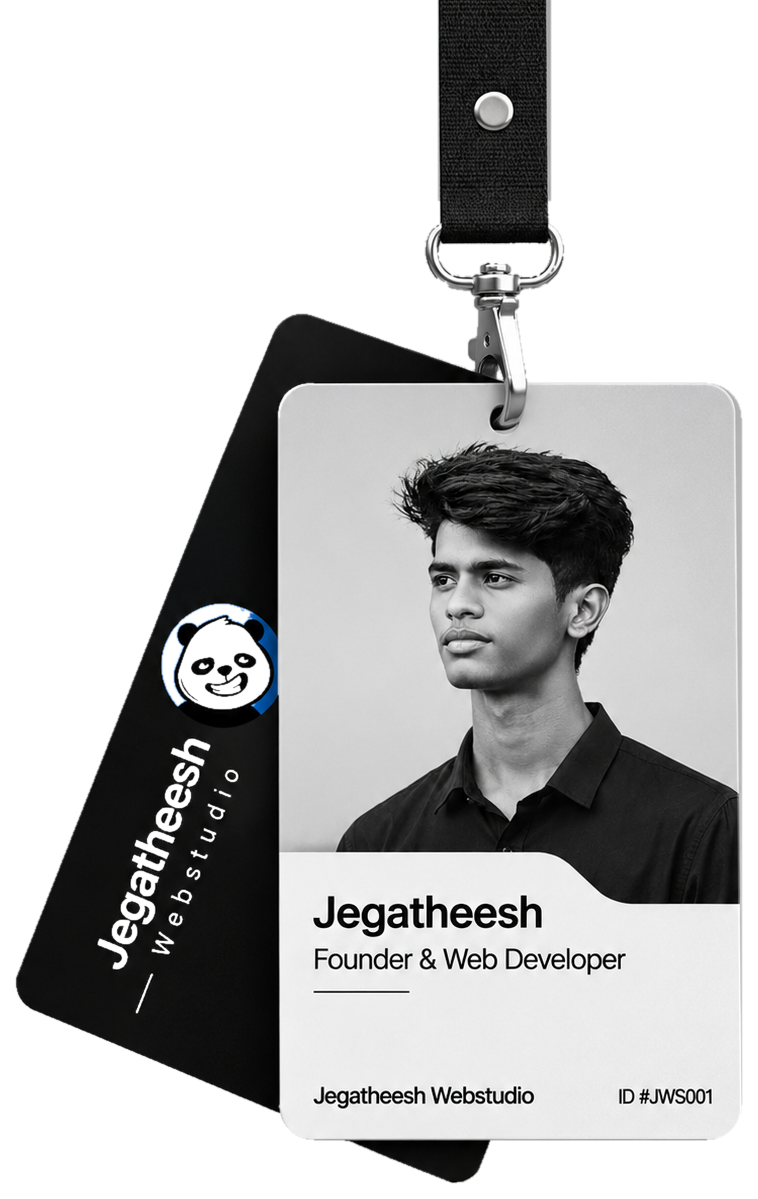 Jegatheesh
Webstudio
Jegatheesh
Founder & Web Developer
Jegatheesh Webstudio
ID #JWS001